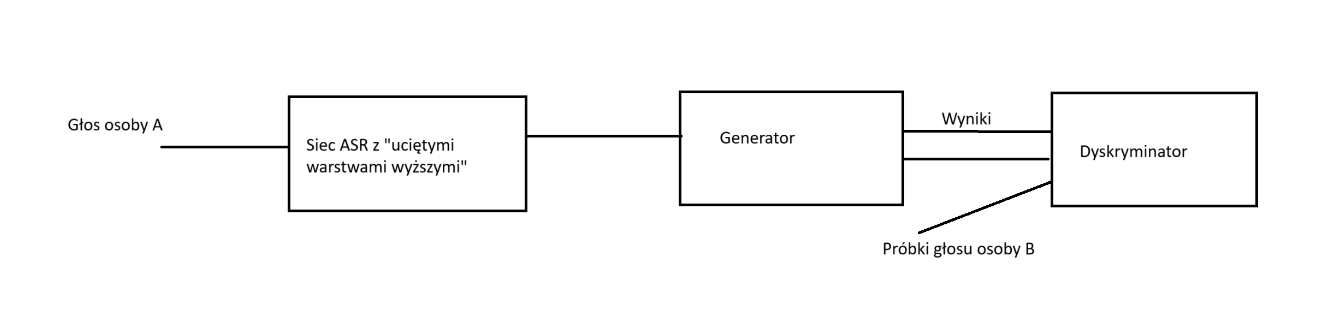 Głos osoby A
Siec ASR z "uciętymi
warstwami wyższymi"
Generator
Wyniki
Dyskryminator
Próbki głosu osoby B